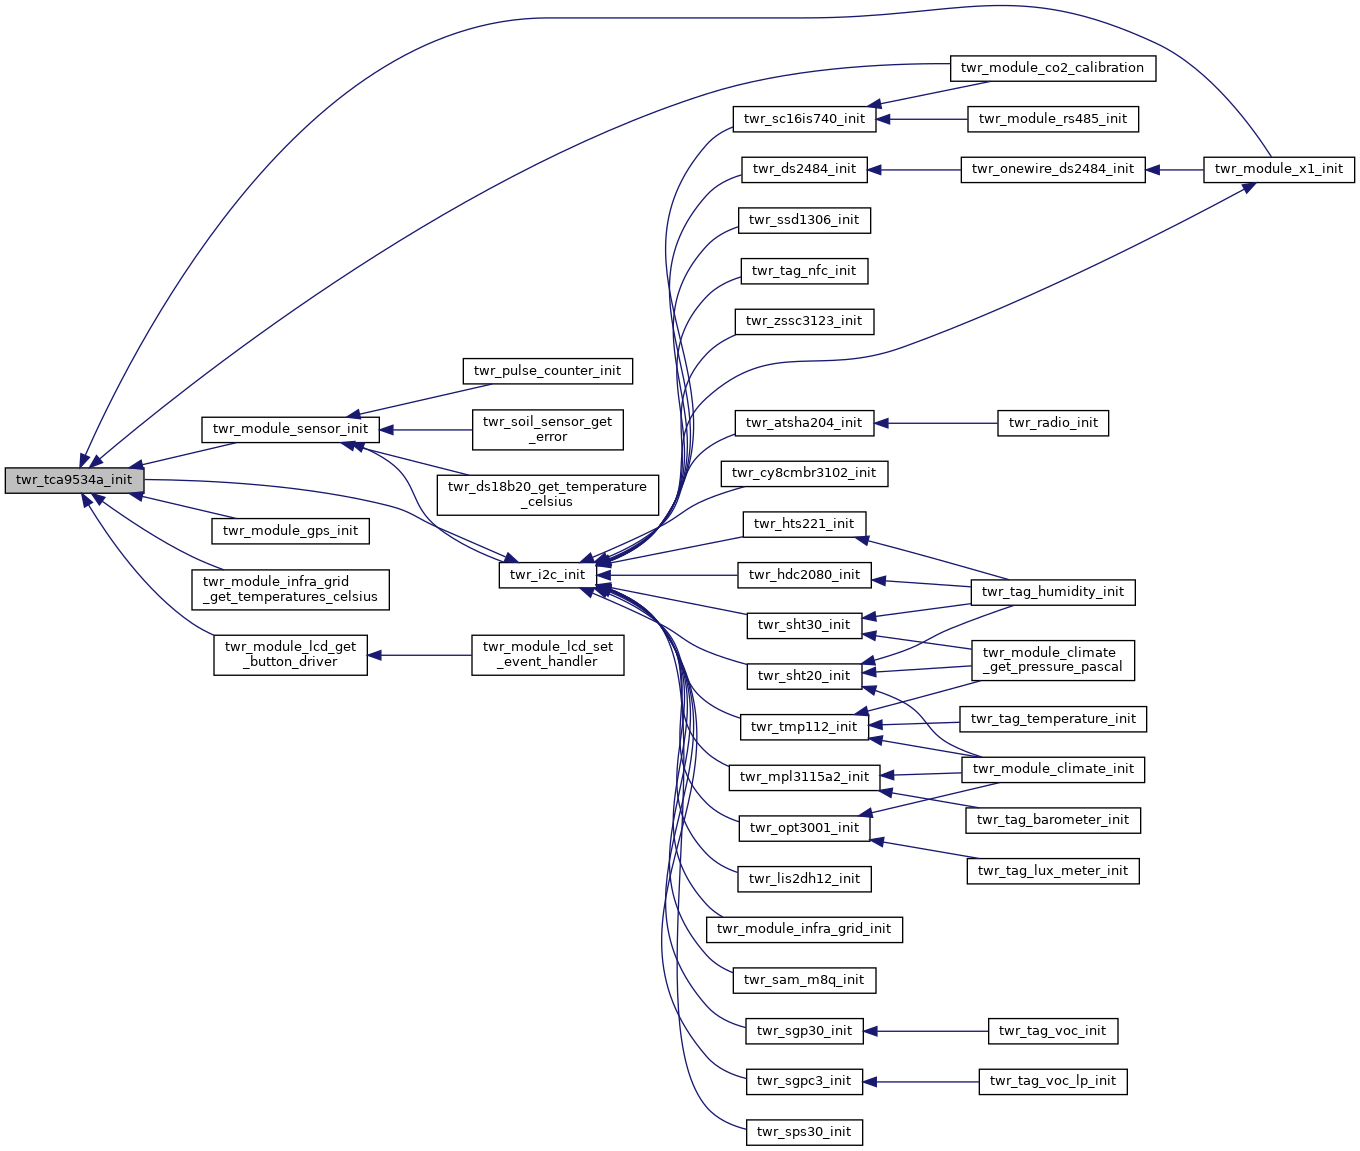 twr_tca9534a_init
twr_module_sensor_init
twr_module_gps_init
twr_module_infra_grid
_get_temperatures_celsius
twr_module_lcd_get
_button_driver
twr_pulse_counter_init
twr_soil_sensor_get
_error
twr_ds18b20_get_temperature
_celsius
twr_i2c_init
twr_module_lcd_set
_event_handler
twr_sc16is740_init
twr_ds2484_init
twr_ssd1306_init
twr_tag_nfc_init
twr_zssc3123_init
twr_atsha204_init
twr_cy8cmbr3102_init
twr_hts221_init
twr_hdc2080_init
twr_sht30_init
twr_sht20_init
twr_tmp112_init
twr_mpl3115a2_init
twr_opt3001_init
twr_lis2dh12_init
twr_module_infra_grid_init
twr_sam_m8q_init
twr_sgp30_init
twr_sgpc3_init
twr_sps30_init
twr_module_co2_calibration
twr_module_rs485_init
twr_onewire_ds2484_init
twr_radio_init
twr_tag_humidity_init
twr_module_climate
_get_pressure_pascal
twr_tag_temperature_init
twr_module_climate_init
twr_tag_barometer_init
twr_tag_lux_meter_init
twr_tag_voc_init
twr_tag_voc_lp_init
twr_module_x1_init